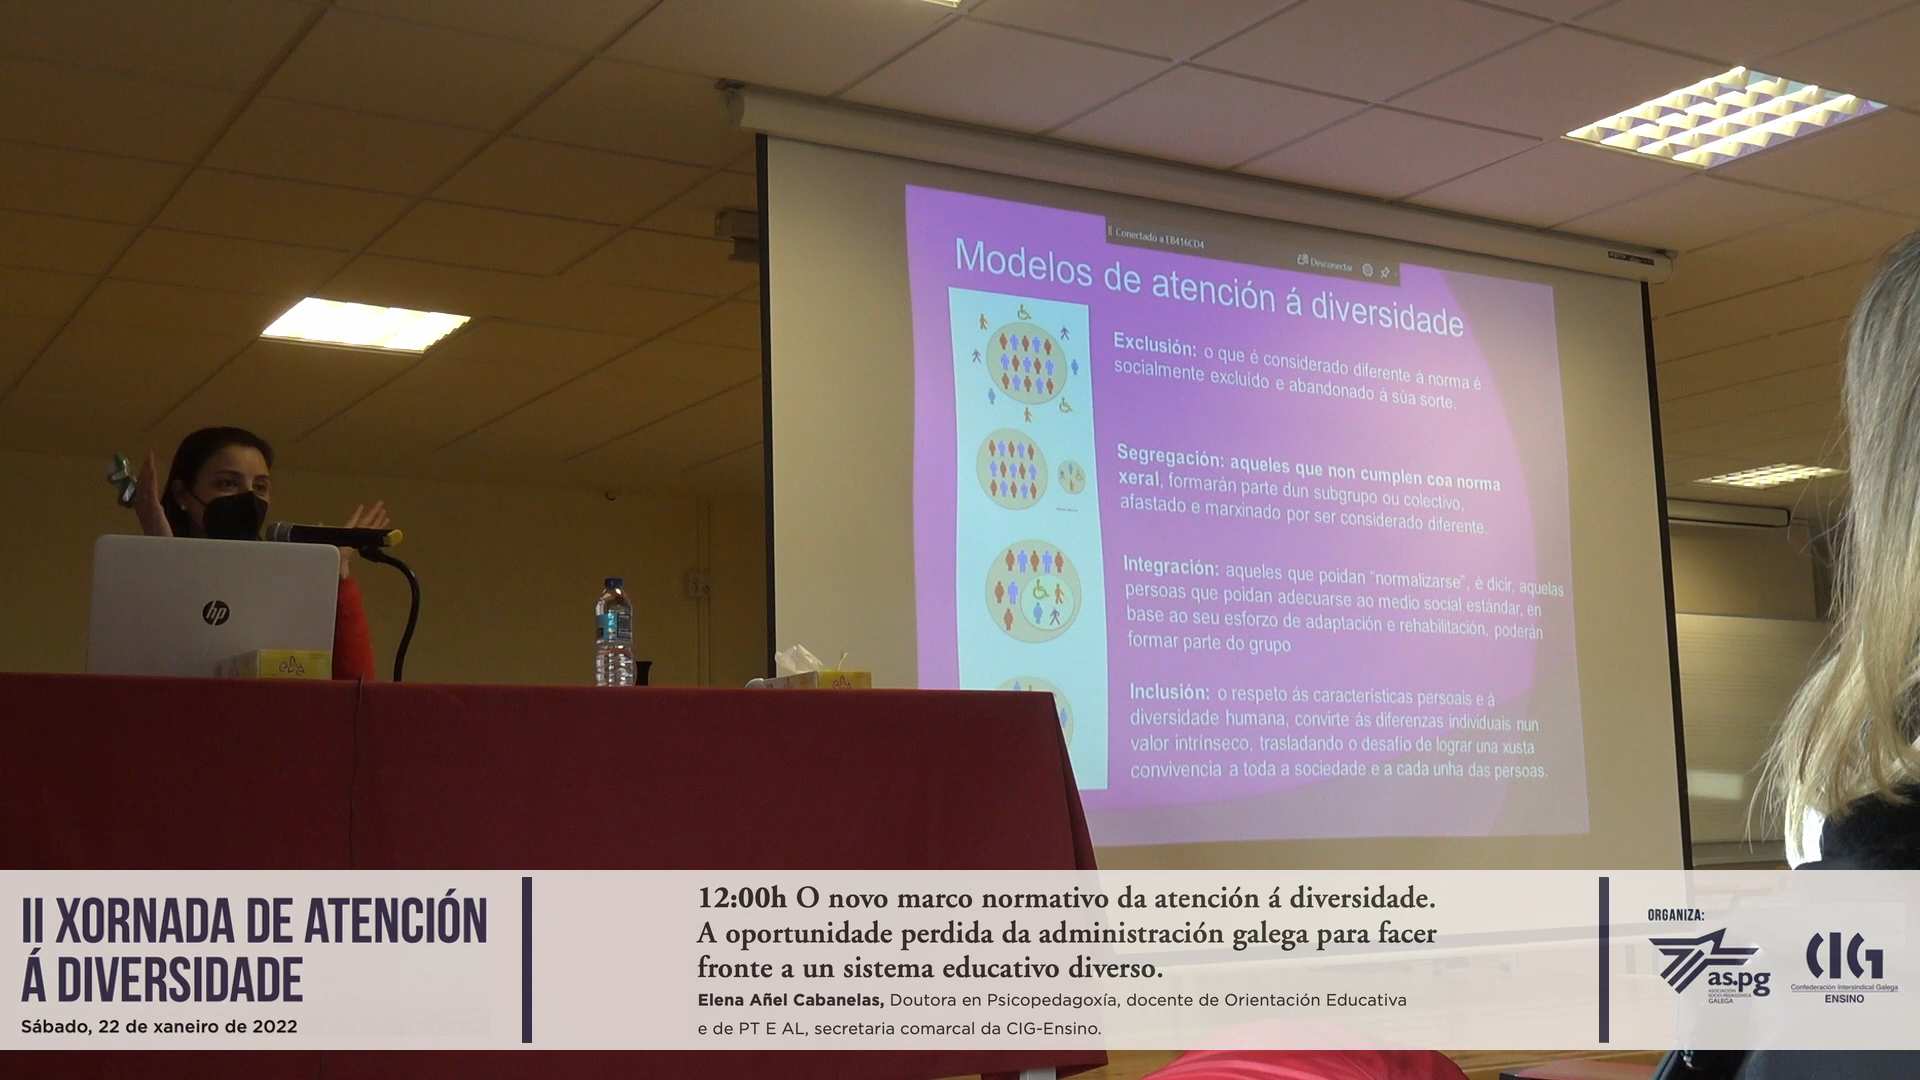 Conectado a EB416CD4
Desconectar
Modelos de atención á diversidade
Exclusión: o que é considerado diferente á norma é
socialmente excluído e abandonado á súa sorte.
Segregación: aqueles que non cumplen coa norma
xeral, formarán parte dun subgrupo ou colectivo,
afastado e marxinado por ser considerado diferente.
Integración: aqueles que poidan "normalizarse", é dicir, aquelas
persoas que poidan adecuarse ao medio social estándar, en
base ao seu esforzo de adaptación e rehabilitación, poderán
formar parte do grupo
Inclusión: o respeto ás características persoais e á
diversidade humana, convirte ás diferenzas individuais nun
valor intrínseco, trasladando o desafío de lograr una xusta
convivencia a toda a sociedade e a cada unha das persoas.
hp
II XORNADA DE ATENCIÓN
Á DIVERSIDADE
Sábado, 22 de xaneiro de 2022
12:00h O novo marco normativo da atención á diversidade.
A oportunidade perdida da administración galega para facer
fronte a un sistema educativo diverso.
Elena Añel Cabanelas, Doutora en Psicopedagoxía, docente de Orientación Educativa
e de PT E AL, secretaria comarcal da CIG-Ensino.
ORGANIZA:
as.pg
ASOCIACIÓN
SOCIO-PEDAGÓXICA
GALEGA
CIG
Confederación Intersindical Galega
ENSINO